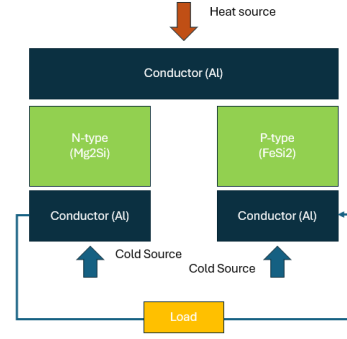 Heat source
Conductor (Al)
N-type
(Mg2Si)
P-type
(FeSi2)
Conductor (Al)
Conductor (Al)
Cold Source
Cold Source
Load